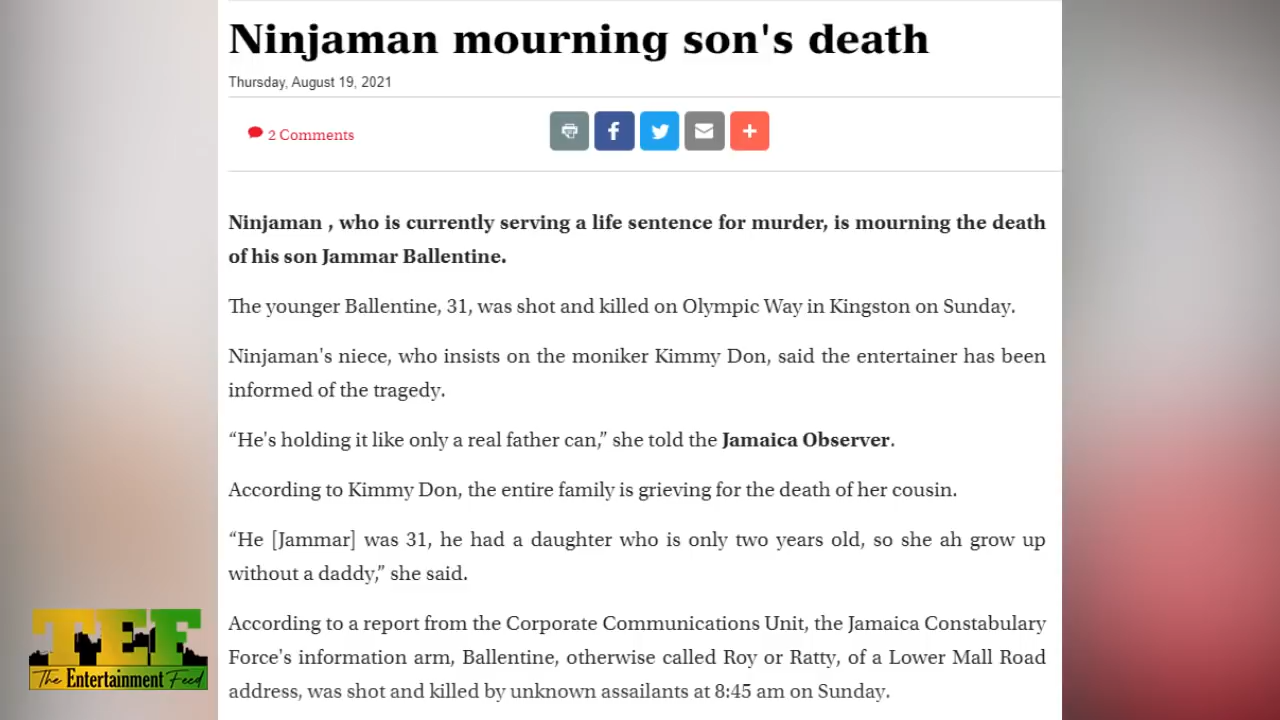 Ninjaman mourning son's death
Thursday, August 19, 2021
2 Comments
Ninjaman , who is currently serving a life sentence for murder, is mourning the death
of his son Jammar Ballentine.
The younger Ballentine, 31, was shot and killed on Olympic Way in Kingston on Sunday.
Ninjaman's niece, who insists on the moniker Kimmy Don, said the entertainer has been
informed of the tragedy.
“He's holding it like only a real father can,” she told the Jamaica Observer.
According to Kimmy Don, the entire family is grieving for the death of her cousin.
“He [Jammar] was 31, he had a daughter who is only two years old, so she ah grow up
without a daddy,” she said.
According to a report from the Corporate Communications Unit, the Jamaica Constabulary
Force's information arm, Ballentine, otherwise called Roy or Ratty, of a Lower Mall Road
address, was shot and killed by unknown assailants at 8:45 am on Sunday.
TEF
The Entertainment Feed